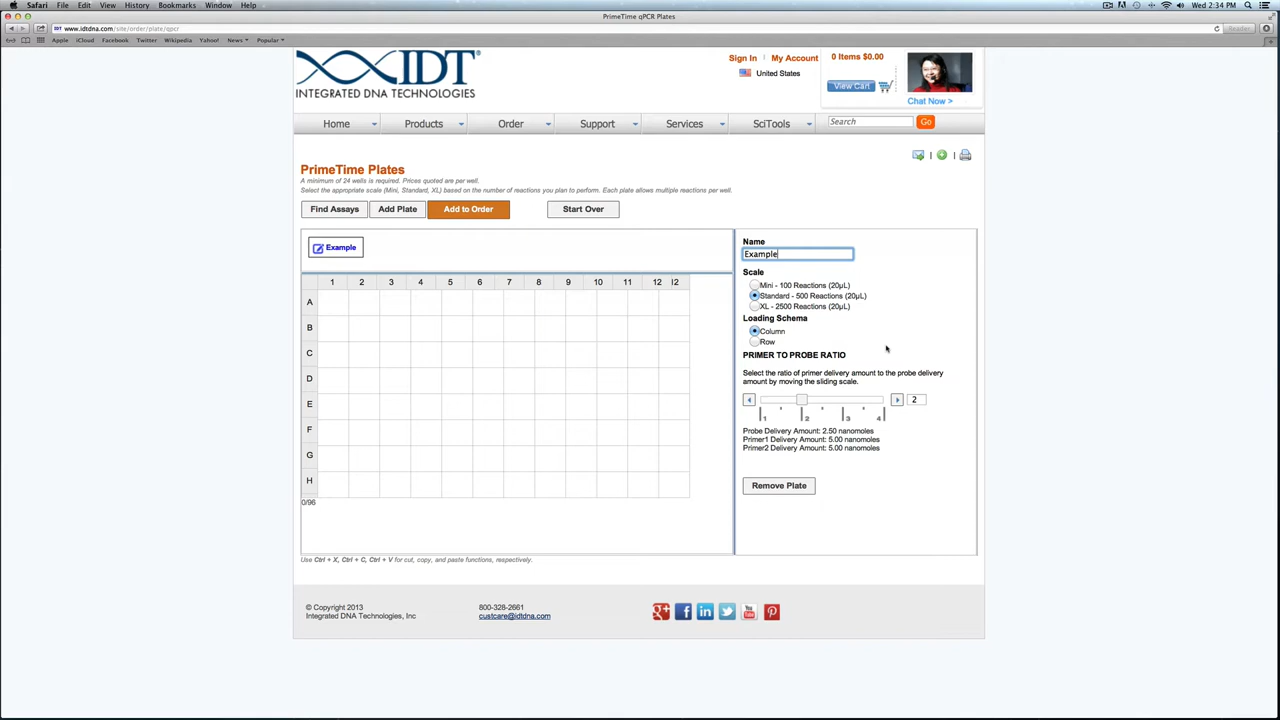 Safari File Edit View History Bookmarks Window Help
Wed 2:34 PM
PrimeTime qPCR Plates
IDT www.idtdna.com/site/order/plate/qpcr
Reader
Apple iCloud Facebook Twitter Wikipedia Yahoo! News Popular
IDT
INTEGRATED DNA TECHNOLOGIES
Sign In | My Account
United States
0 Items $0.00
View Cart
Chat Now >
Home Products Order Support Services SciTools Search Go
PrimeTime Plates
A minimum of 24 wells is required. Prices quoted are per well.
Select the appropriate scale (Mini, Standard, XL) based on the number of reactions you plan to perform. Each plate allows multiple reactions per well.
Find Assays Add Plate Add to Order Start Over
Example
1 2 3 4 5 6 7 8 9 10 11 12 12
A
B
C
D
E
F
G
H
0/96
Name
Example
Scale
Mini - 100 Reactions (20µL)
Standard - 500 Reactions (20µL)
XL - 2500 Reactions (20µL)
Loading Schema
Column
Row
PRIMER TO PROBE RATIO
Select the ratio of primer delivery amount to the probe delivery
amount by moving the sliding scale.
2
1 2 3 4
Probe Delivery Amount: 2.50 nanomoles
Primer1 Delivery Amount: 5.00 nanomoles
Primer2 Delivery Amount: 5.00 nanomoles
Remove Plate
Use Ctrl + X, Ctrl + C, Ctrl + V for cut, copy, and paste functions, respectively.
© Copyright 2013
Integrated DNA Technologies, Inc
800-328-2661
custcare@idtdna.com